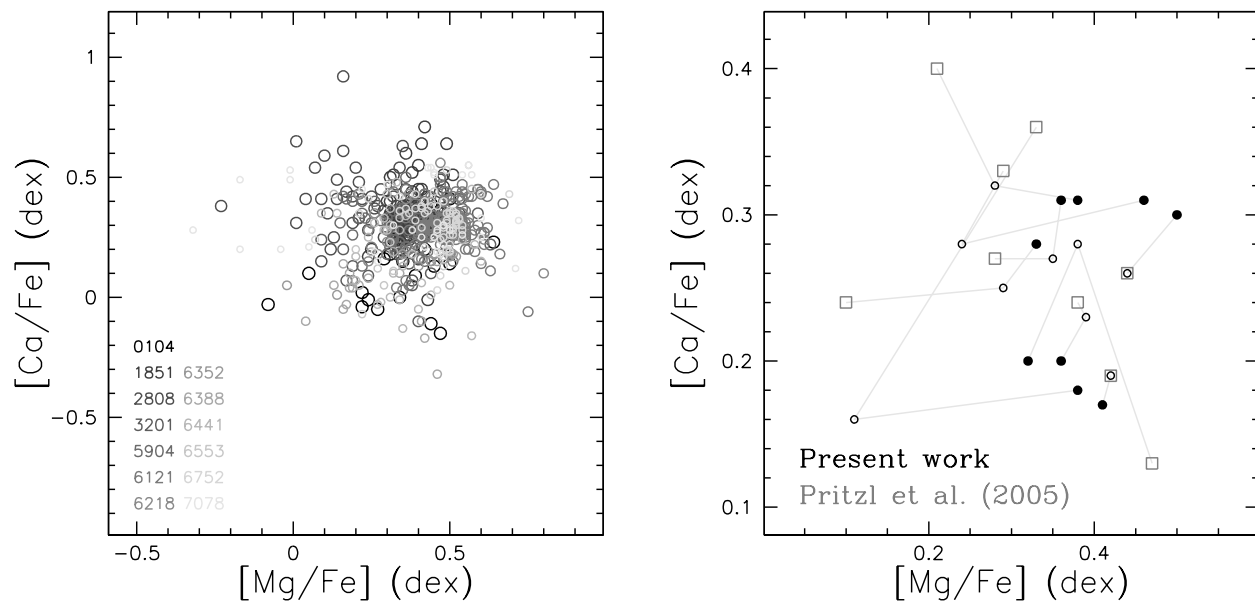 1
0.5
0
−0.5
[Ca/Fe] (dex)
0104
1851 6352
2808 6388
3201 6441
5904 6553
6121 6752
6218 7078
−0.5 0 0.5
[Mg/Fe] (dex)
0.4
0.3
0.2
0.1
[Ca/Fe] (dex)
Present work
Pritzl et al. (2005)
0.2 0.4
[Mg/Fe] (dex)